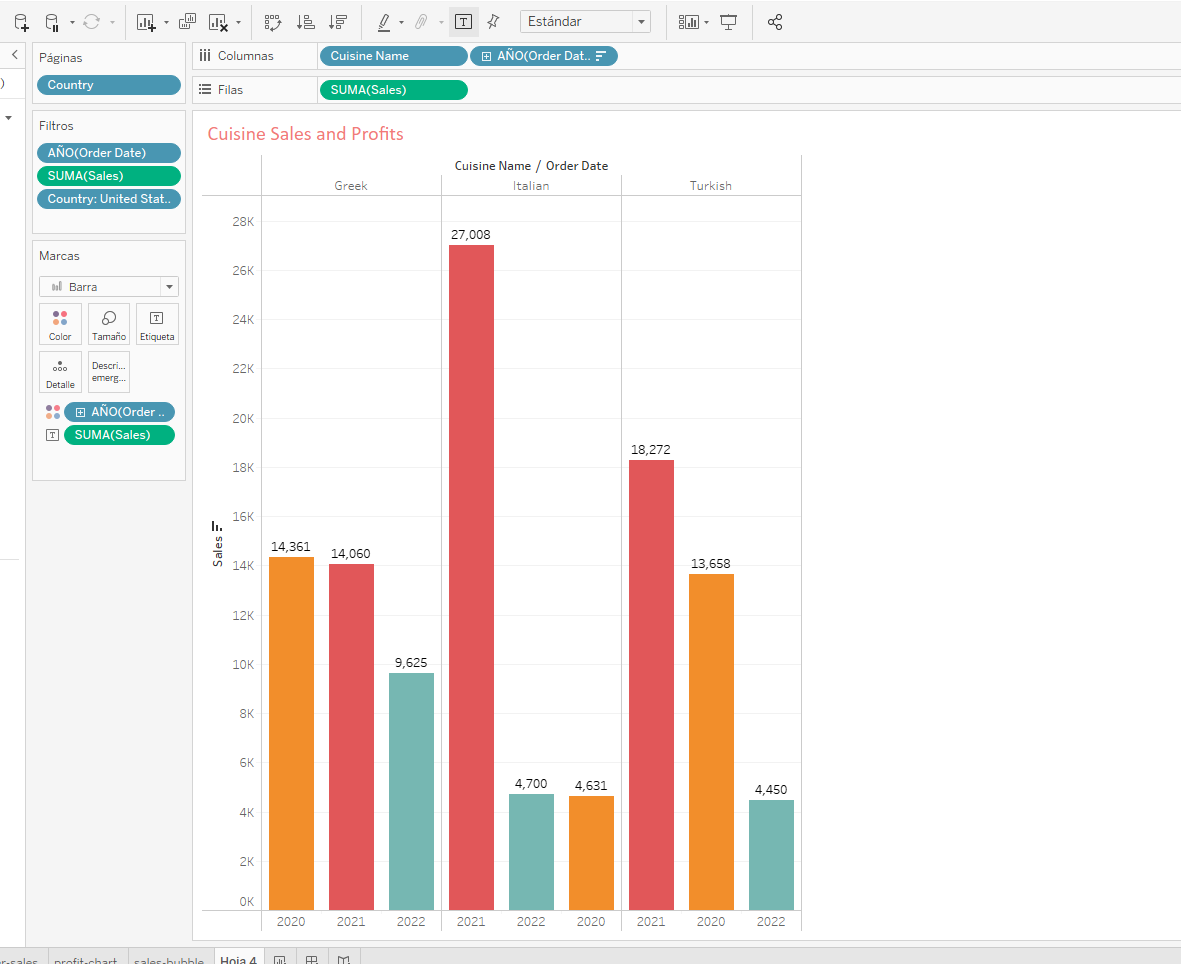 Estándar
)
Páginas
Country
Filtros
AÑO(Order Date)
SUMA(Sales)
Country: United Stat..
Marcas
Barra
Color
Tamaño
Etiqueta
Detalle
Descri...
emerg...
AÑO(Order ..
SUMA(Sales)
Columnas
Cuisine Name
AÑO(Order Dat..
Filas
SUMA(Sales)
Cuisine Sales and Profits
Cuisine Name / Order Date
Greek
Italian
Turkish
Sales
28K
26K
24K
22K
20K
18K
16K
14K
12K
10K
8K
6K
4K
2K
0K
14,361
14,060
9,625
27,008
4,700
4,631
18,272
13,658
4,450
2020
2021
2022
2021
2022
2020
2021
2020
2022
r-sales
profit-chart
sales-bubble
Hoja 4